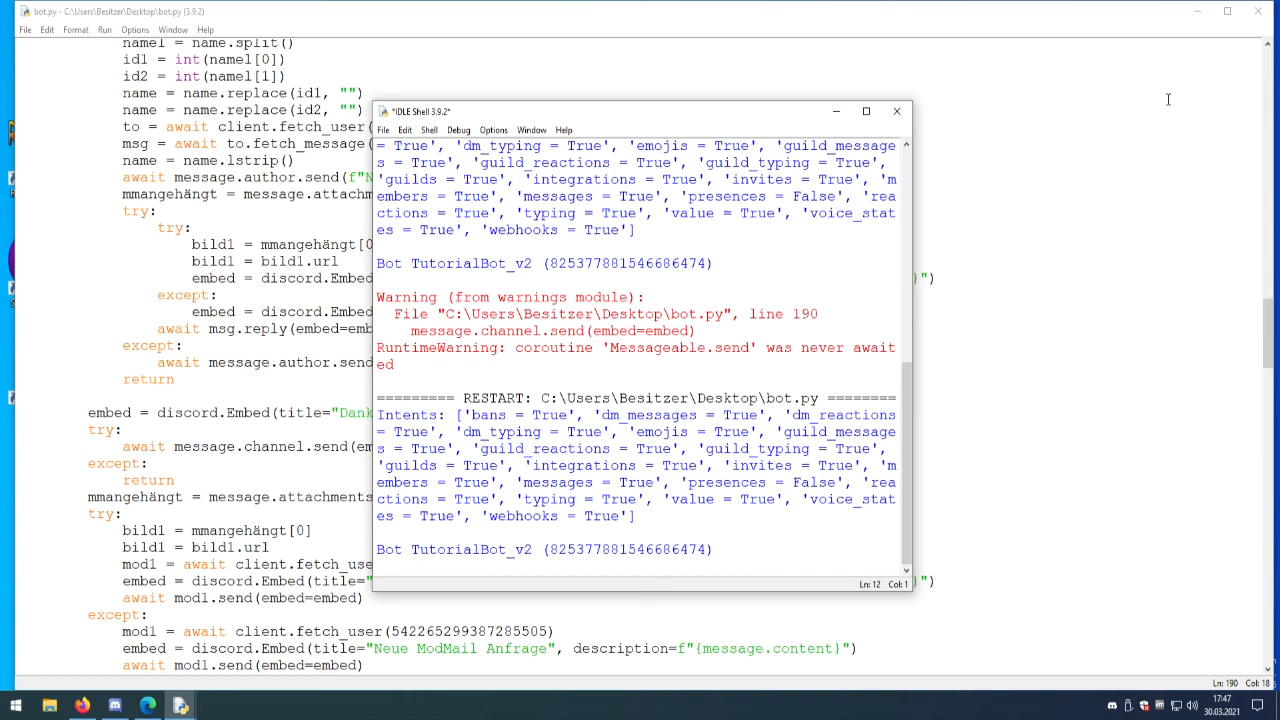 bot.py - C:\Users\Besitzer\Desktop\bot.py (3.9.2)
File Edit Format Run Options Window Help
name1 = name.split()
id1 = int(name1[0])
id2 = int(name1[1])
name = name.replace(id1, "")
name = name.replace(id2, "")
to = await client.fetch_user(
msg = await to.fetch_message(
name = name.lstrip()
await message.author.send(f"N
mmangehängt = message.attachm
try:
try:
bild1 = mmangehängt[0
bild1 = bild1.url
embed = discord.Embed( }")
except:
embed = discord.Embed(
await msg.reply(embed=emb
except:
await message.author.send
return
embed = discord.Embed(title="Dank
try:
await message.channel.send(em
except:
return
mmangehängt = message.attachments
try:
bild1 = mmangehängt[0]
bild1 = bild1.url
mod1 = await client.fetch_use
embed = discord.Embed(title=" }")
await mod1.send(embed=embed)
except:
mod1 = await client.fetch_user(542265299387285505)
embed = discord.Embed(title="Neue ModMail Anfrage", description=f"{message.content}")
await mod1.send(embed=embed)
Ln: 190 Col: 18
*IDLE Shell 3.9.2*
File Edit Shell Debug Options Window Help
= True', 'dm_typing = True', 'emojis = True', 'guild_message
s = True', 'guild_reactions = True', 'guild_typing = True',
'guilds = True', 'integrations = True', 'invites = True', 'm
embers = True', 'messages = True', 'presences = False', 'rea
ctions = True', 'typing = True', 'value = True', 'voice_stat
es = True', 'webhooks = True']
Bot TutorialBot_v2 (825377881546686474)
Warning (from warnings module):
File "C:\Users\Besitzer\Desktop\bot.py", line 190
message.channel.send(embed=embed)
RuntimeWarning: coroutine 'Messageable.send' was never await
ed
========= RESTART: C:\Users\Besitzer\Desktop\bot.py ========
Intents: ['bans = True', 'dm_messages = True', 'dm_reactions
= True', 'dm_typing = True', 'emojis = True', 'guild_message
s = True', 'guild_reactions = True', 'guild_typing = True',
'guilds = True', 'integrations = True', 'invites = True', 'm
embers = True', 'messages = True', 'presences = False', 'rea
ctions = True', 'typing = True', 'value = True', 'voice_stat
es = True', 'webhooks = True']
Bot TutorialBot_v2 (825377881546686474)
Ln: 12 Col: 1
17:47
30.03.2021